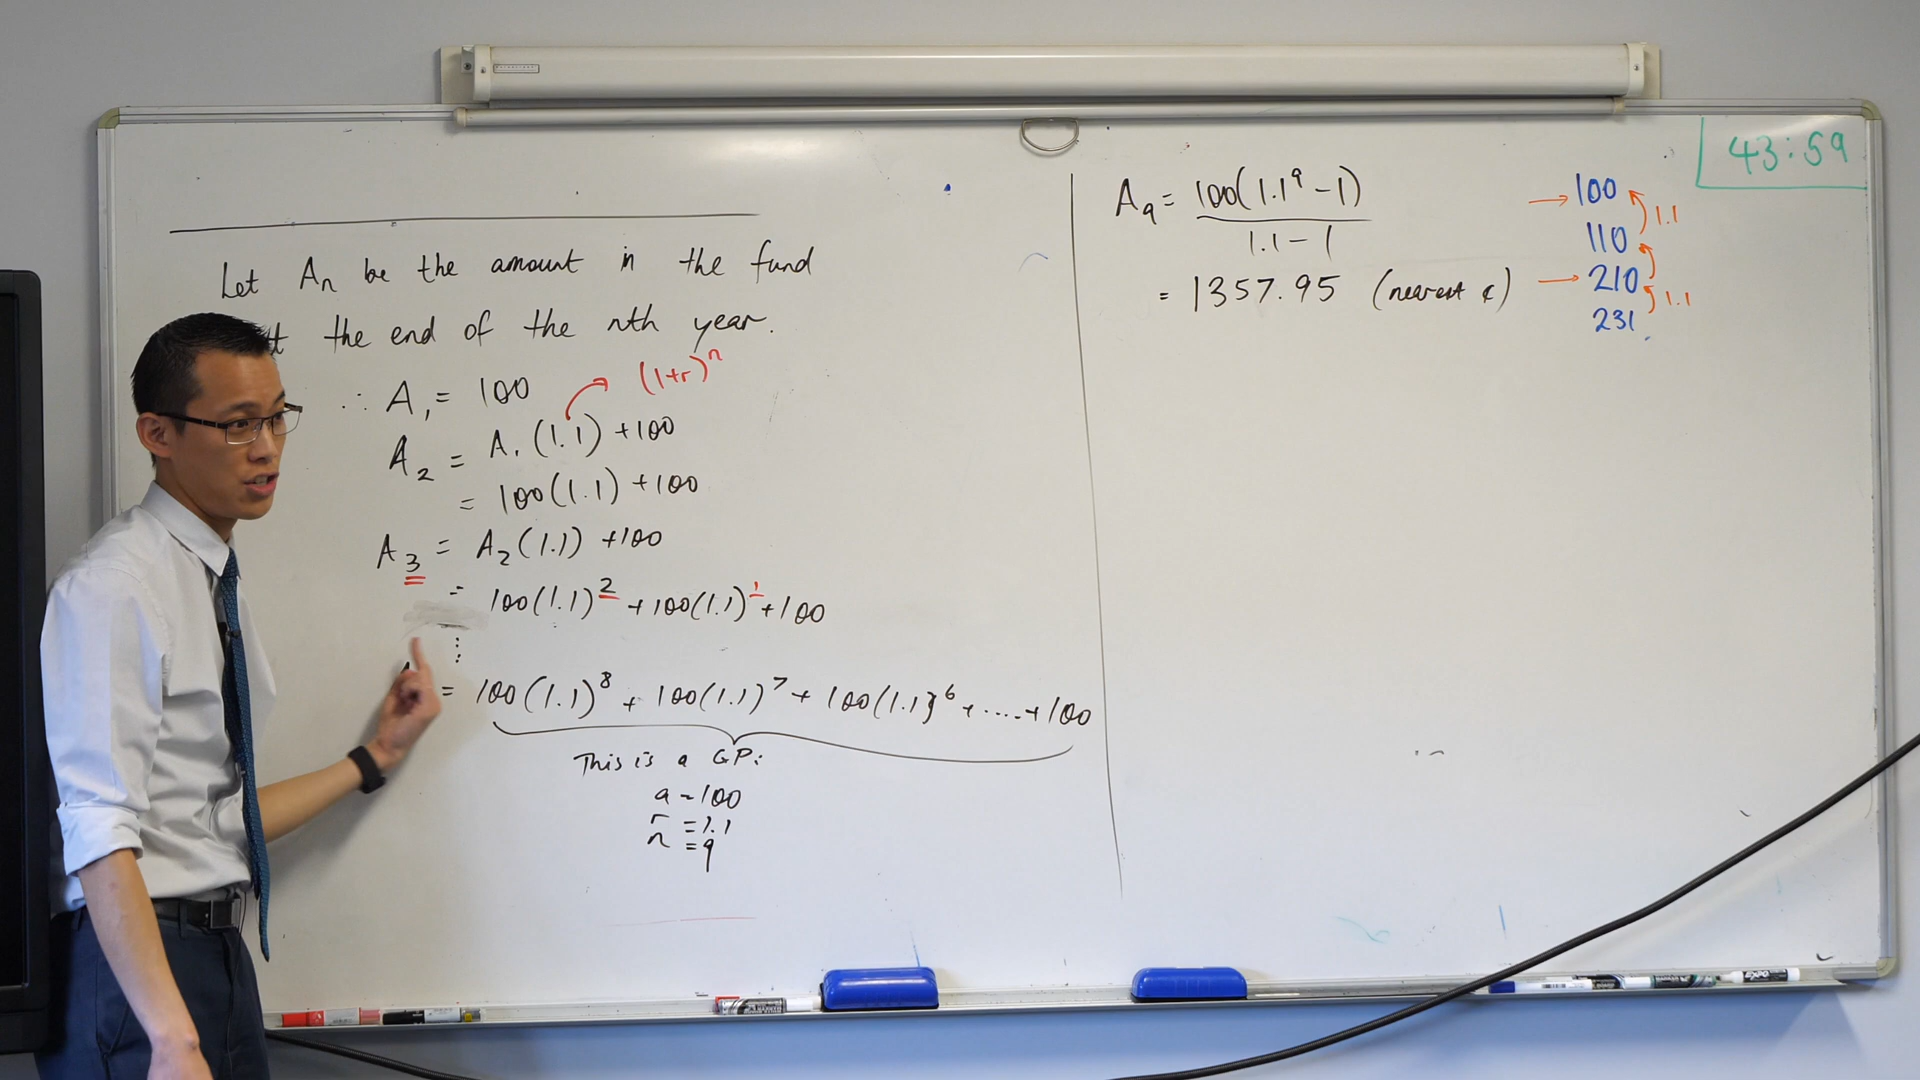 Let An be the amount in the fund
t the end of the nth year.
∴ A₁ = 100
(1+r)ⁿ
A₂ = A₁(1.1) +100
= 100(1.1) +100
A₃ = A₂(1.1) +100
= 100(1.1)² + 100(1.1)¹ + 100
⋮
= 100(1.1)⁸ + 100(1.1)⁷ + 100(1.1)⁶ + .... + 100
This is a GP:
a = 100
r = 1.1
n = 9
A₉ = 100(1.1⁹ - 1)
1.1 - 1
= 1357.95 (nearest ¢)
→ 100
1.1
110
→ 210
1.1
231
43:59
EXPO